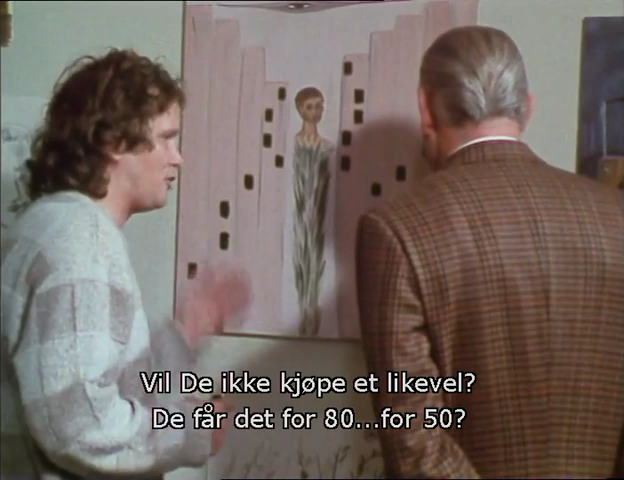 Vil De ikke kjøpe et likevel?
De får det for 80...for 50?